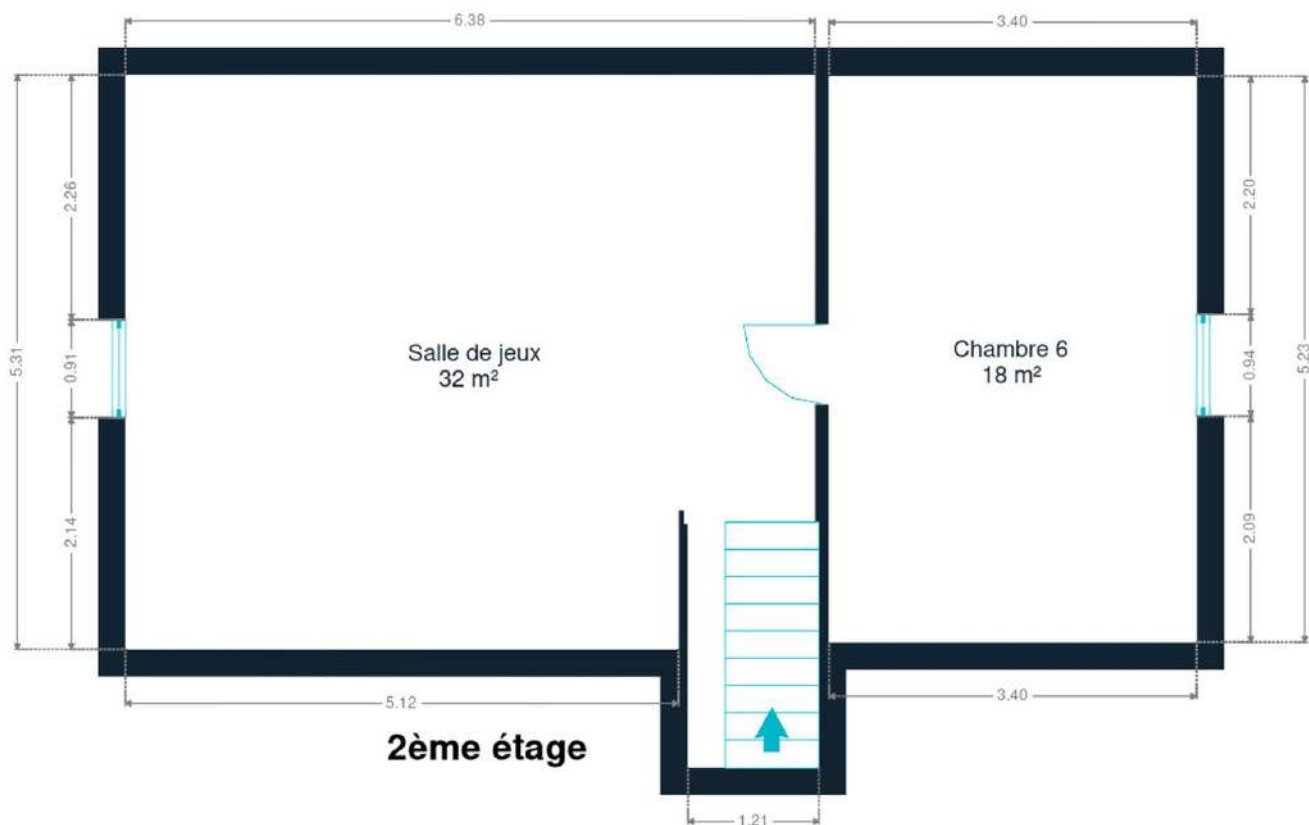 6.38
3.40
2.26
2.20
5.31
0.91
Salle de jeux
32 m²
Chambre 6
18 m²
0.94
5.23
2.14
2.09
5.12
3.40
2ème étage
1.21